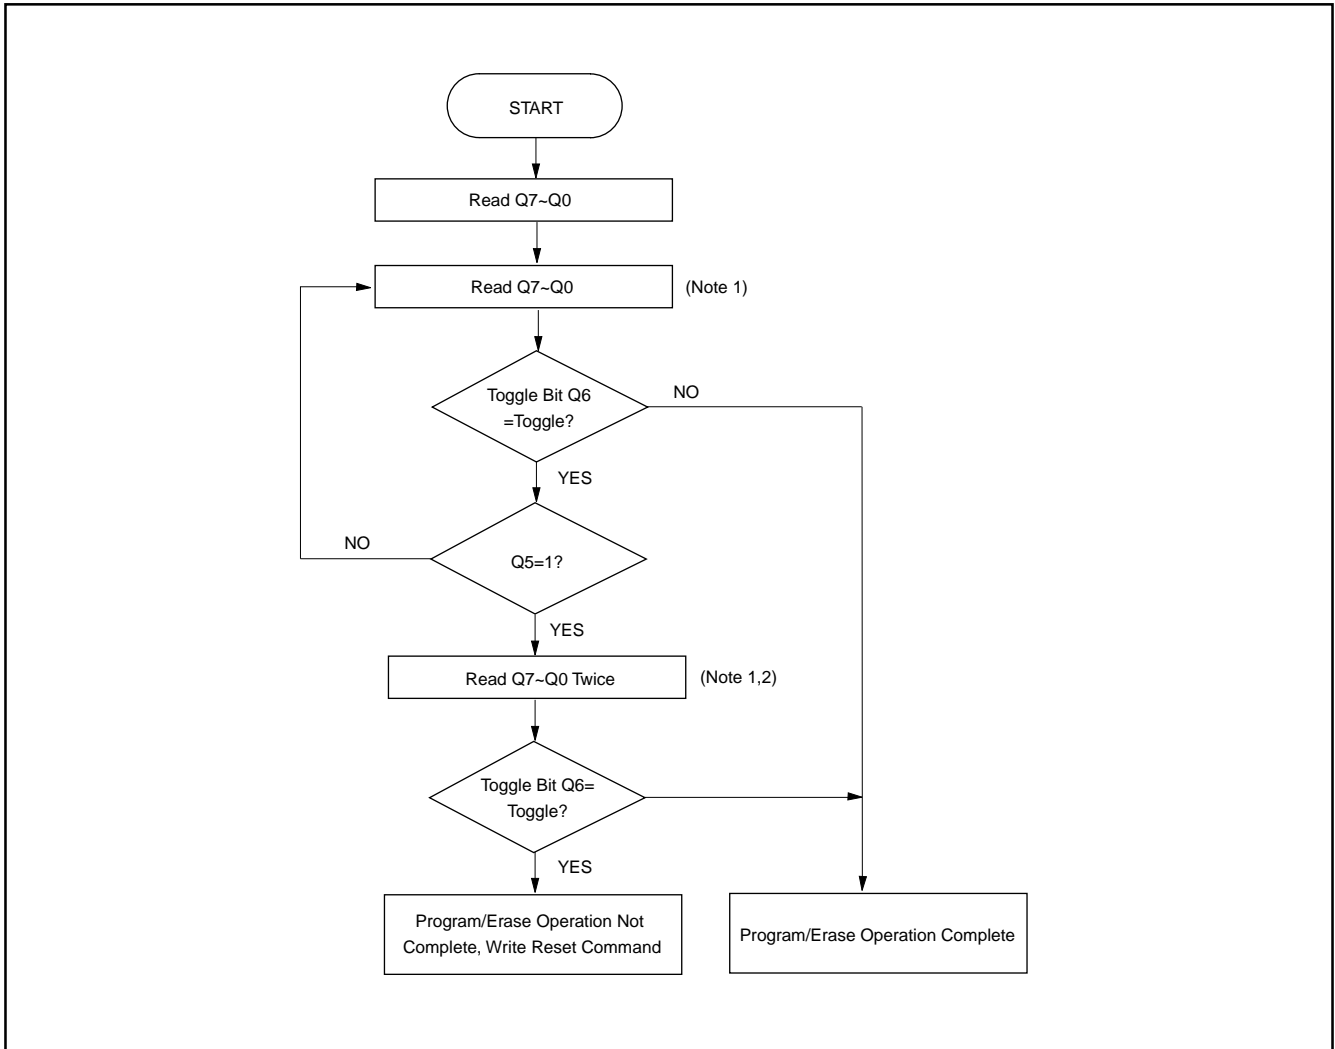 START
Read Q7~Q0
Read Q7~Q0
(Note 1)
Toggle Bit Q6
=Toggle?
NO
YES
NO
Q5=1?
YES
Read Q7~Q0 Twice
(Note 1,2)
Toggle Bit Q6=
Toggle?
YES
Program/Erase Operation Not
Complete, Write Reset Command
Program/Erase Operation Complete